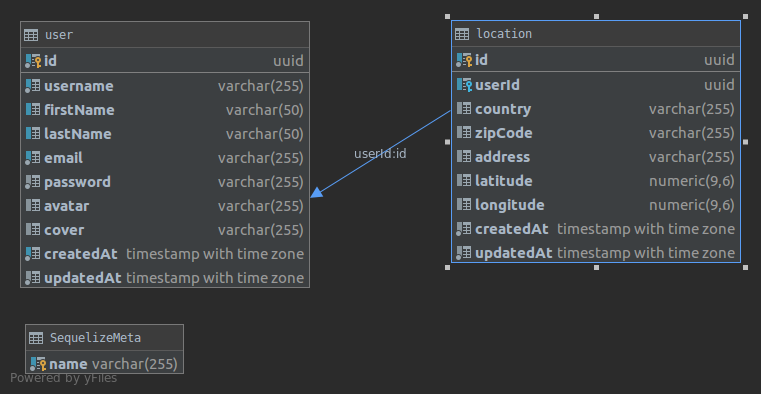 user
id uuid
username varchar(255)
firstName varchar(50)
lastName varchar(50)
email varchar(255)
password varchar(255)
avatar varchar(255)
cover varchar(255)
createdAt timestamp with time zone
updatedAt timestamp with time zone
userId:id
location
id uuid
userId uuid
country varchar(255)
zipCode varchar(255)
address varchar(255)
latitude numeric(9,6)
longitude numeric(9,6)
createdAt timestamp with time zone
updatedAt timestamp with time zone
SequelizeMeta
name varchar(255)
Powered by yFiles